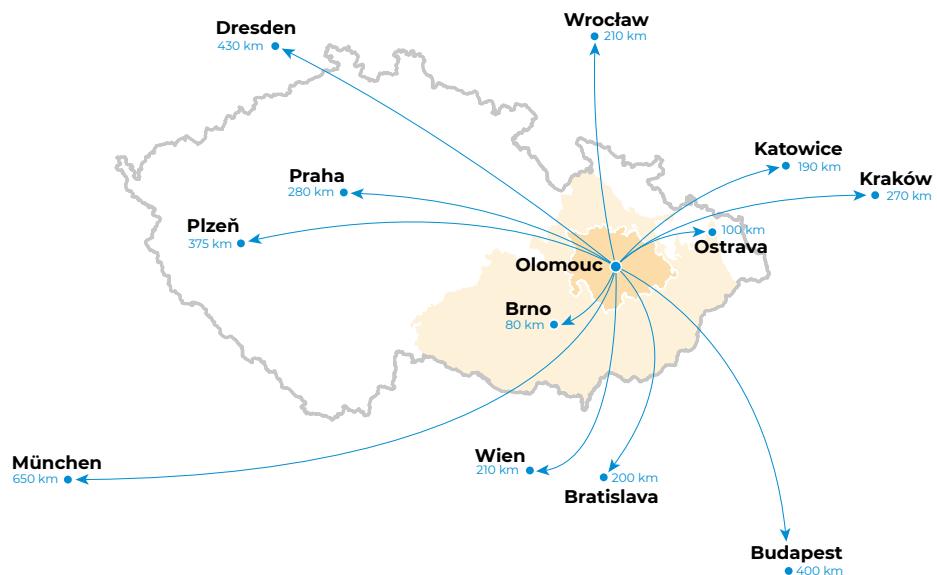 Dresden
430 km
Wrocław
210 km
Katowice
190 km
Kraków
270 km
Praha
280 km
Plzeň
375 km
100 km
Ostrava
Olomouc
Brno
80 km
München
650 km
Wien
210 km
200 km
Bratislava
Budapest
400 km